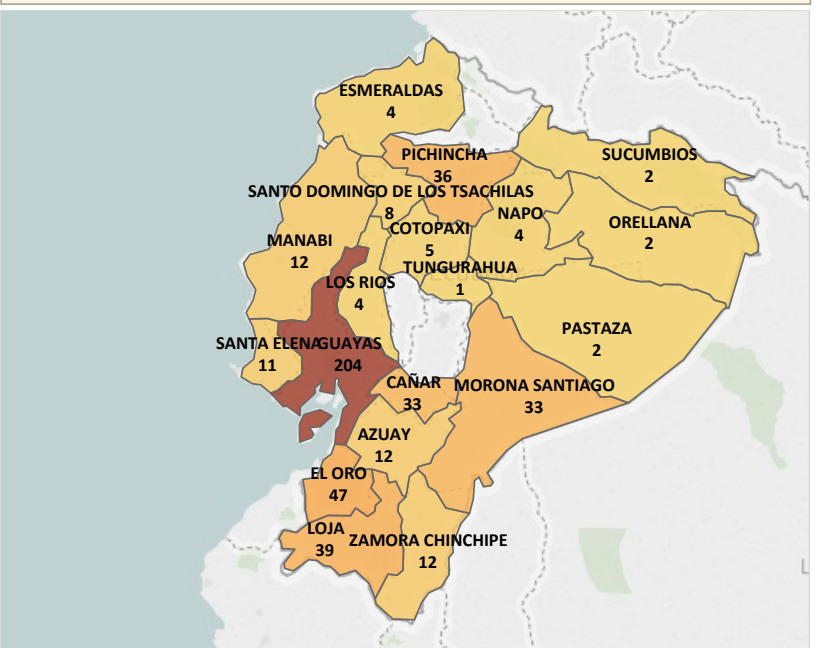 ESMERALDAS
4
PICHINCHA
36
SUCUMBIOS
2
SANTO DOMINGO DE LOS TSACHILAS
8
NAPO
4
ORELLANA
2
COTOPAXI
5
MANABI
12
TUNGURAHUA
1
LOS RIOS
4
PASTAZA
2
SANTA ELENA
11
GUAYAS
204
CAÑAR
33
MORONA SANTIAGO
33
AZUAY
12
EL ORO
47
LOJA
39
ZAMORA CHINCHIPE
12